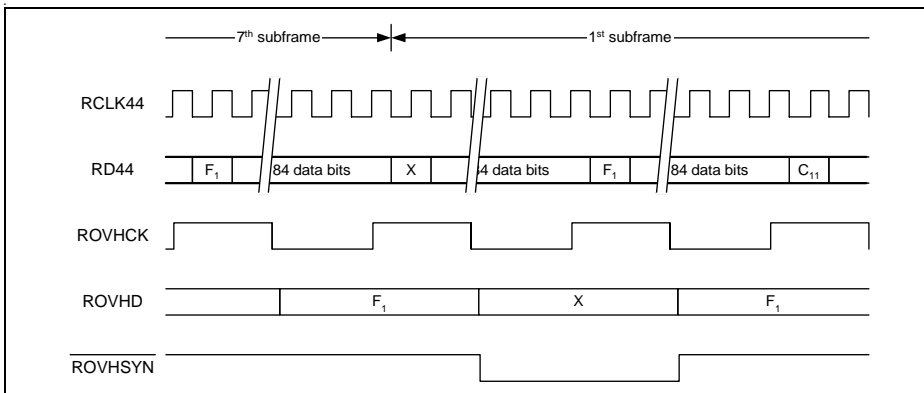 7th subframe 1st subframe
RCLK44
RD44 F1 84 data bits X 84 data bits F1 84 data bits C11
ROVHCK
ROVHD F1 X F1
ROVHSYN